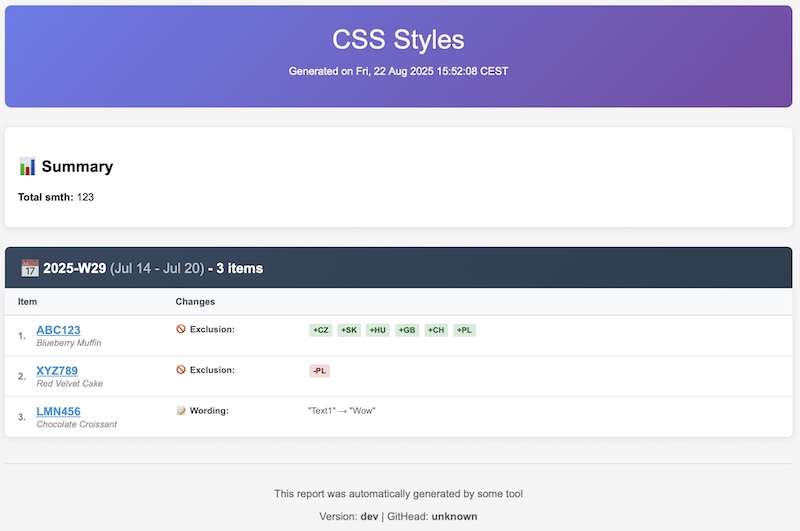 CSS Styles
Generated on Fri, 22 Aug 2025 15:52:08 CEST
📊 Summary
Total smth: 123
📅 2025-W29 (Jul 14 - Jul 20) - 3 items
Item Changes
1. ABC123 🚫 Exclusion: +CZ +SK +HU +GB +CH +PL
Blueberry Muffin
2. XYZ789 🚫 Exclusion: -PL
Red Velvet Cake
3. LMN456 📝 Wording: "Text1" → "Wow"
Chocolate Croissant
This report was automatically generated by some tool
Version: dev | GitHead: unknown